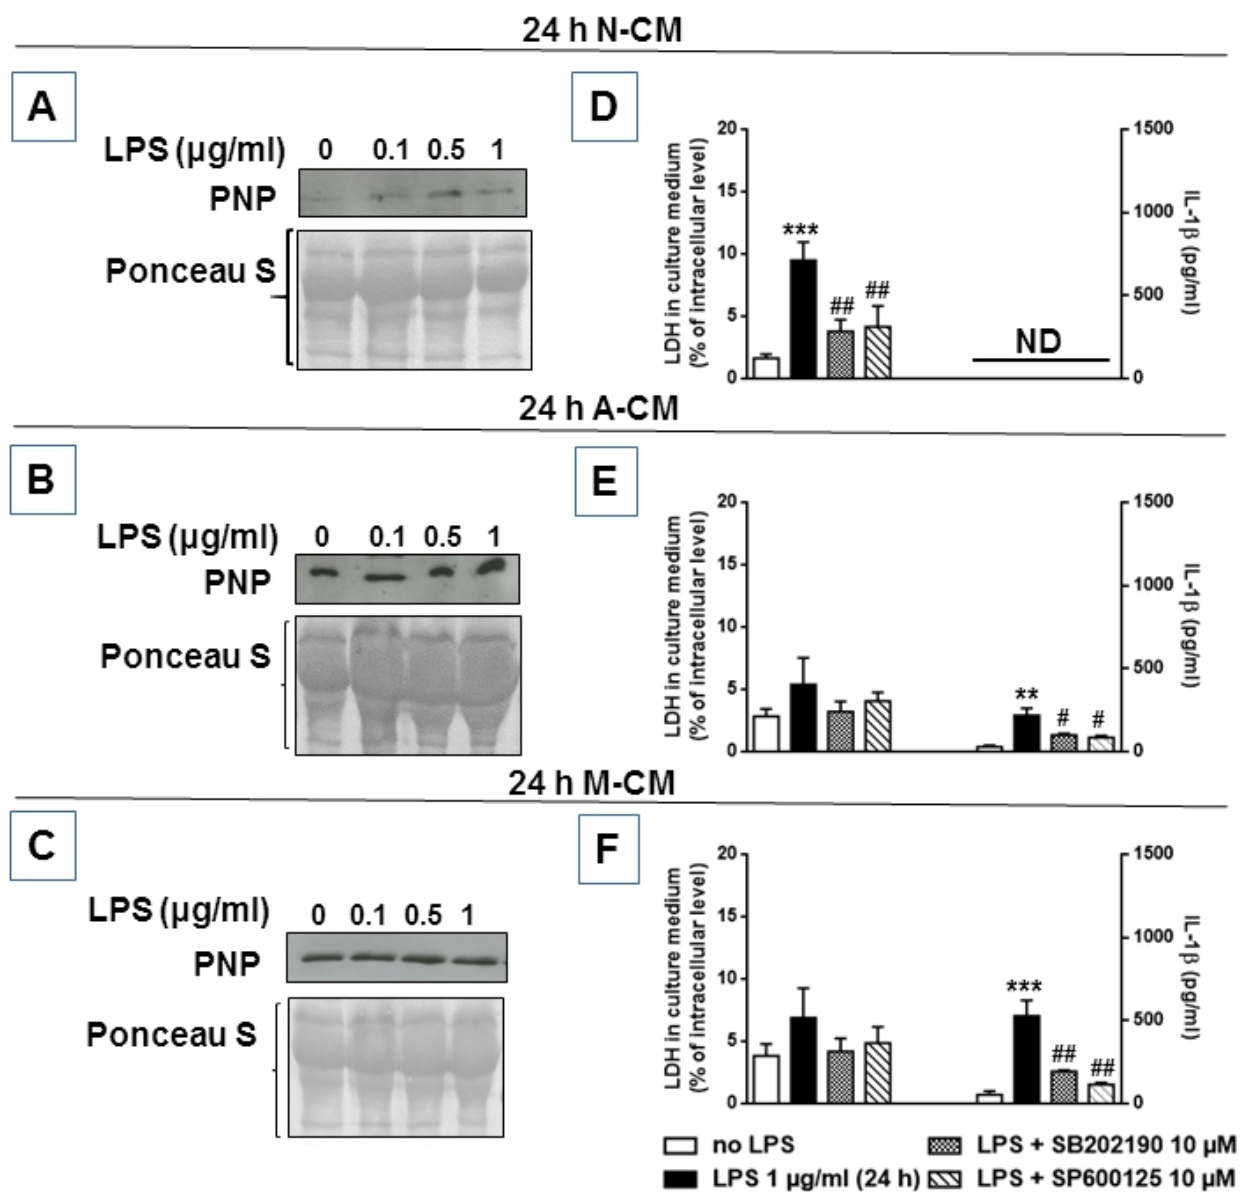 24 h N-CM
A
LPS (µg/ml) 0 0.1 0.5 1
PNP
Ponceau S
D
LDH in culture medium
(% of intracellular level)
20
15
10
5
0
***
##
##
ND
1500
1000
500
0
IL-1β (pg/ml)
24 h A-CM
B
LPS (µg/ml) 0 0.1 0.5 1
PNP
Ponceau S
E
LDH in culture medium
(% of intracellular level)
20
15
10
5
0
**
#
#
1500
1000
500
0
IL-1β (pg/ml)
24 h M-CM
C
LPS (µg/ml) 0 0.1 0.5 1
PNP
Ponceau S
F
LDH in culture medium
(% of intracellular level)
20
15
10
5
0
***
##
##
1500
1000
500
0
IL-1β (pg/ml)
no LPS
LPS + SB202190 10 µM
LPS 1 µg/ml (24 h)
LPS + SP600125 10 µM